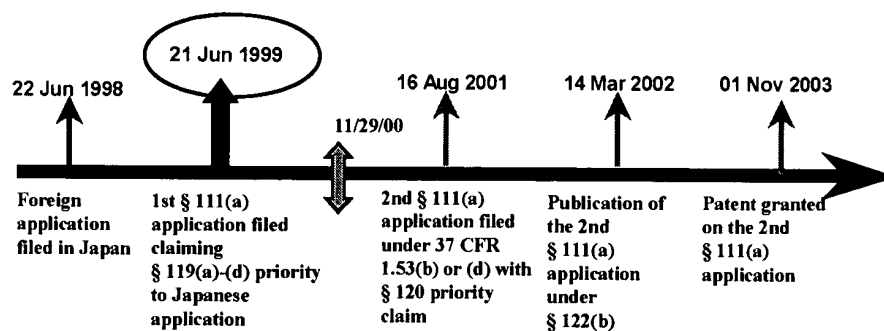 22 Jun 1998
21 Jun 1999
11/29/00
16 Aug 2001
14 Mar 2002
01 Nov 2003
Foreign
application
filed in Japan
1st § 111(a)
application filed
claiming
§ 119(a)-(d) priority
to Japanese
application
2nd § 111(a)
application filed
under 37 CFR
1.53(b) or (d) with
§ 120 priority
claim
Publication of
the 2nd
§ 111(a)
application
under
§ 122(b)
Patent granted
on the 2nd
§ 111(a)
application